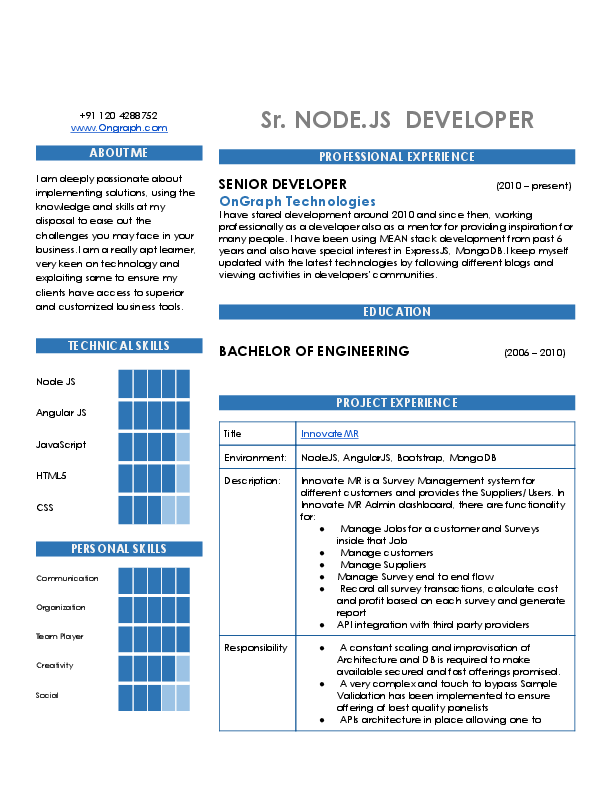 +91 120 4288752
www.Ongraph.com
ABOUT ME
I am deeply passionate about
implementing solutions, using the
knowledge and skills at my
disposal to ease out the
challenges you may face in your
business.I am a really apt learner,
very keen on technology and
exploiting same to ensure my
clients have access to superior
and customized business tools.
TECHNICAL SKILLS
Node JS
Angular JS
JavaScript
HTML5
CSS
PERSONAL SKILLS
Communication
Organization
Team Player
Creativity
Social
Sr. NODE.JS DEVELOPER
PROFESSIONAL EXPERIENCE
SENIOR DEVELOPER (2010 – present)
OnGraph Technologies
I have stared development around 2010 and since then, working
professionally as a developer also as a mentor for providing inspiration for
many people. I have been using MEAN stack development from past 6
years and also have special interest in ExpressJS, MongoDB.I keep myself
updated with the latest technologies by following different blogs and
viewing activities in developers' communities.
EDUCATION
BACHELOR OF ENGINEERING (2006 – 2010)
PROJECT EXPERIENCE
Title InnovateMR
Environment: NodeJS, AngularJS, Bootstrap, MongoDB
Description: Innovate MR is a Survey Management system for
different customers and provides the Suppliers/ Users. In
Innovate MR Admin dashboard, there are functionality
for:
• Manage Jobs for a customer and Surveys
inside that Job
• Manage customers
• Manage Suppliers
• Manage Survey end to end flow
• Record all survey transactions, calculate cost
and profit based on each survey and generate
report
• API integration with third party providers
Responsibility • A constant scaling and improvisation of
Architecture and DB is required to make
available secured and fast offerings promised.
• A very complex and touch to bypass Sample
Validation has been implemented to ensure
offering of best quality panelists
• APIs architecture in place allowing one to